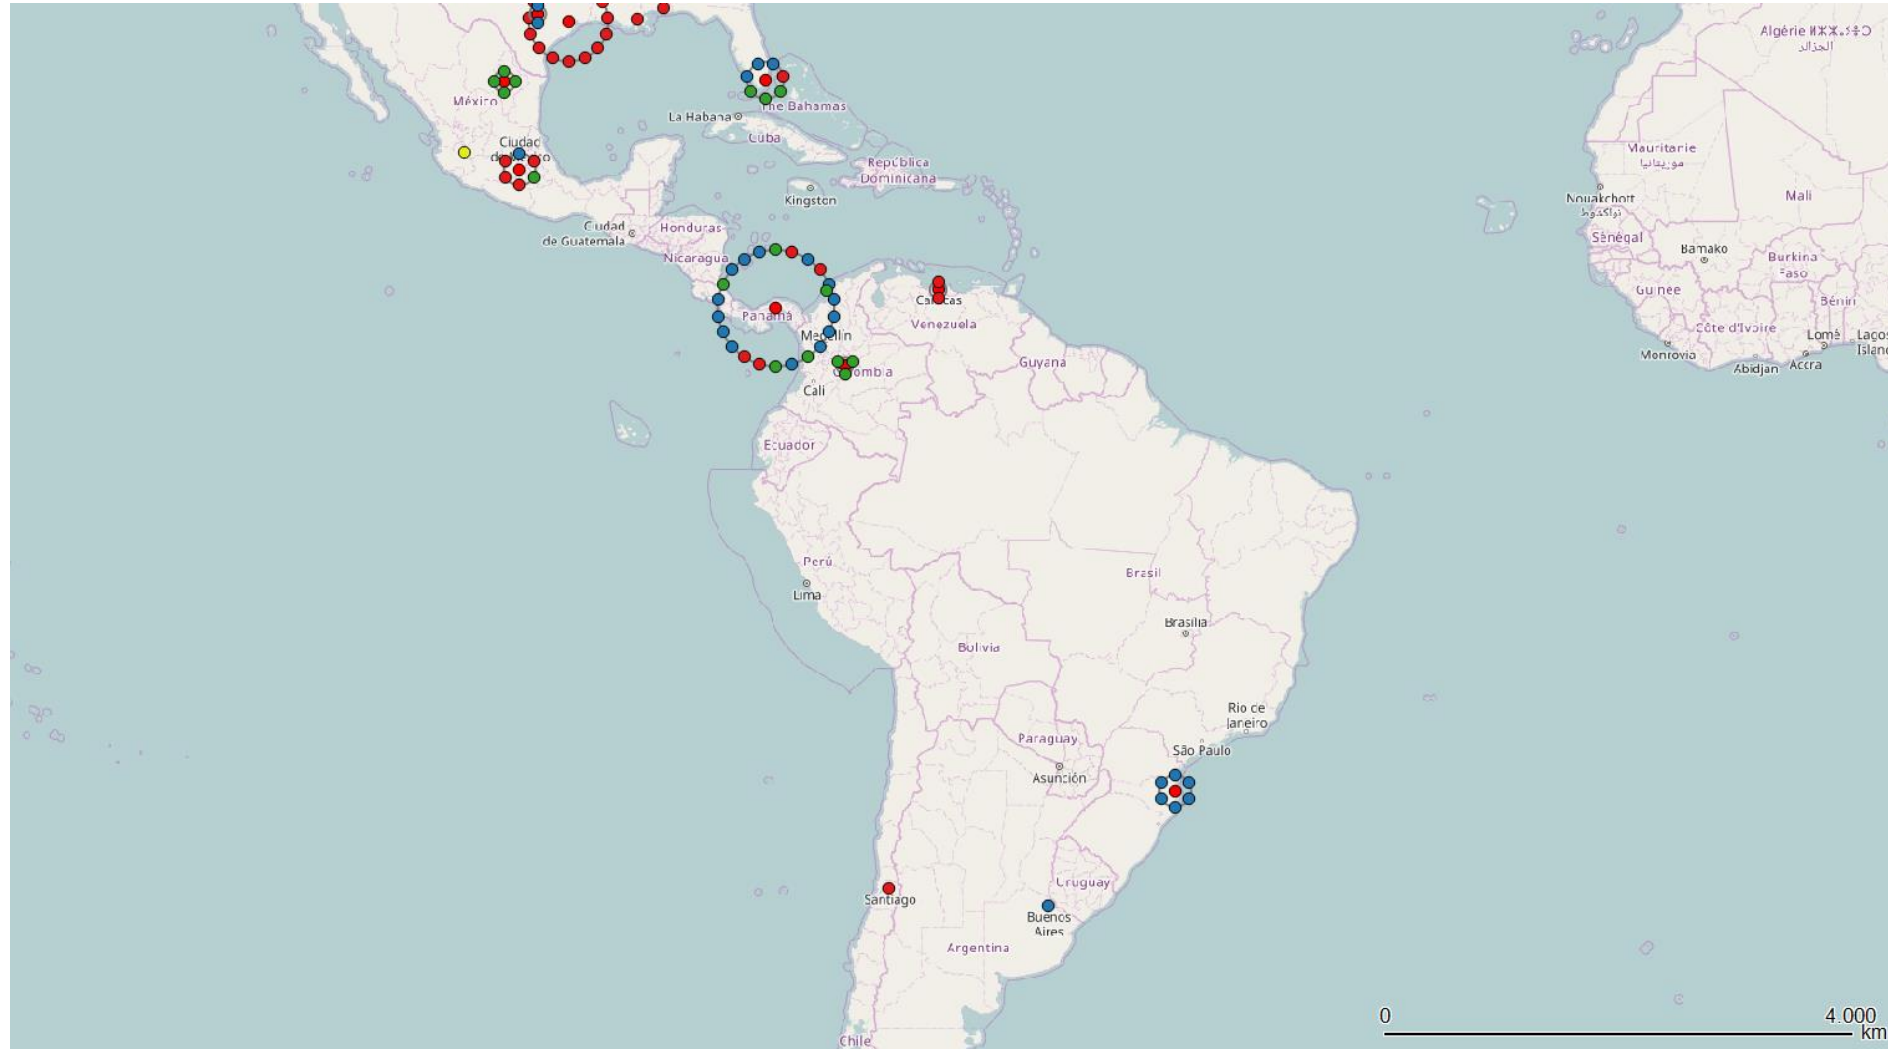 Algérie ⵍⵣⵣⴰⵢⴻⵔ
الجزائر
México
The Bahamas
La Habana
Cuba
Ciudad
de México
Mauritanie
موريتانيا
República
Dominicana
Kingston
Nouakchott
نواكشوط
Mali
Ciudad
de Guatemala
Honduras
Sénégal
Bamako
Burkina
Faso
Nicaragua
Guinée
Bénin
Caracas
Panamá
Venezuela
Côte d'Ivoire
Lomé
Lagos
Island
Medellín
Monrovia
Abidjan
Accra
Guyana
Colombia
Cali
Ecuador
Perú
Brasil
Lima
Brasília
Bolivia
Rio de
Janeiro
Paraguay
São Paulo
Asunción
Uruguay
Santiago
Buenos
Aires
Argentina
0
4.000
km
Chile